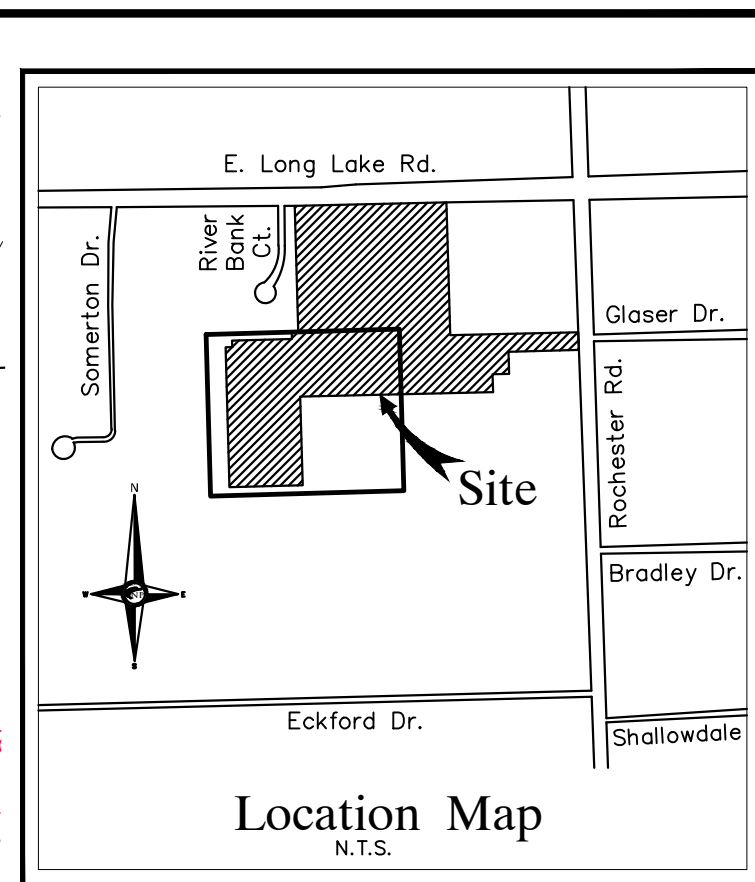 E. Long Lake Rd.
River
Bank
Ct.
Somerton Dr.
Glaser Dr.
Rochester Rd.
Site
N
W
E
S
Bradley Dr.
Eckford Dr.
Shallowdale
Location Map
N.T.S.